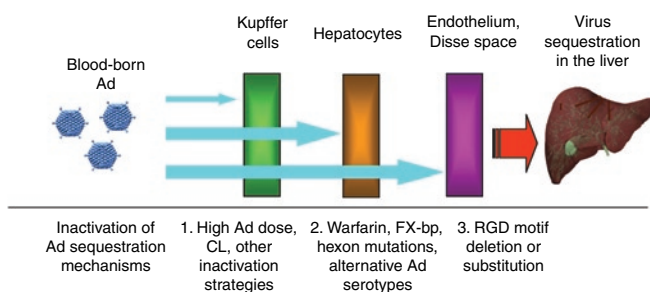 Kupffer
cells
Hepatocytes
Endothelium,
Disse space
Virus
sequestration
in the liver
Blood-born
Ad
Inactivation of
Ad sequestration
mechanisms
1. High Ad dose,
CL, other
inactivation
strategies
2. Warfarin, FX-bp,
hexon mutations,
alternative Ad
serotypes
3. RGD motif
deletion or
substitution